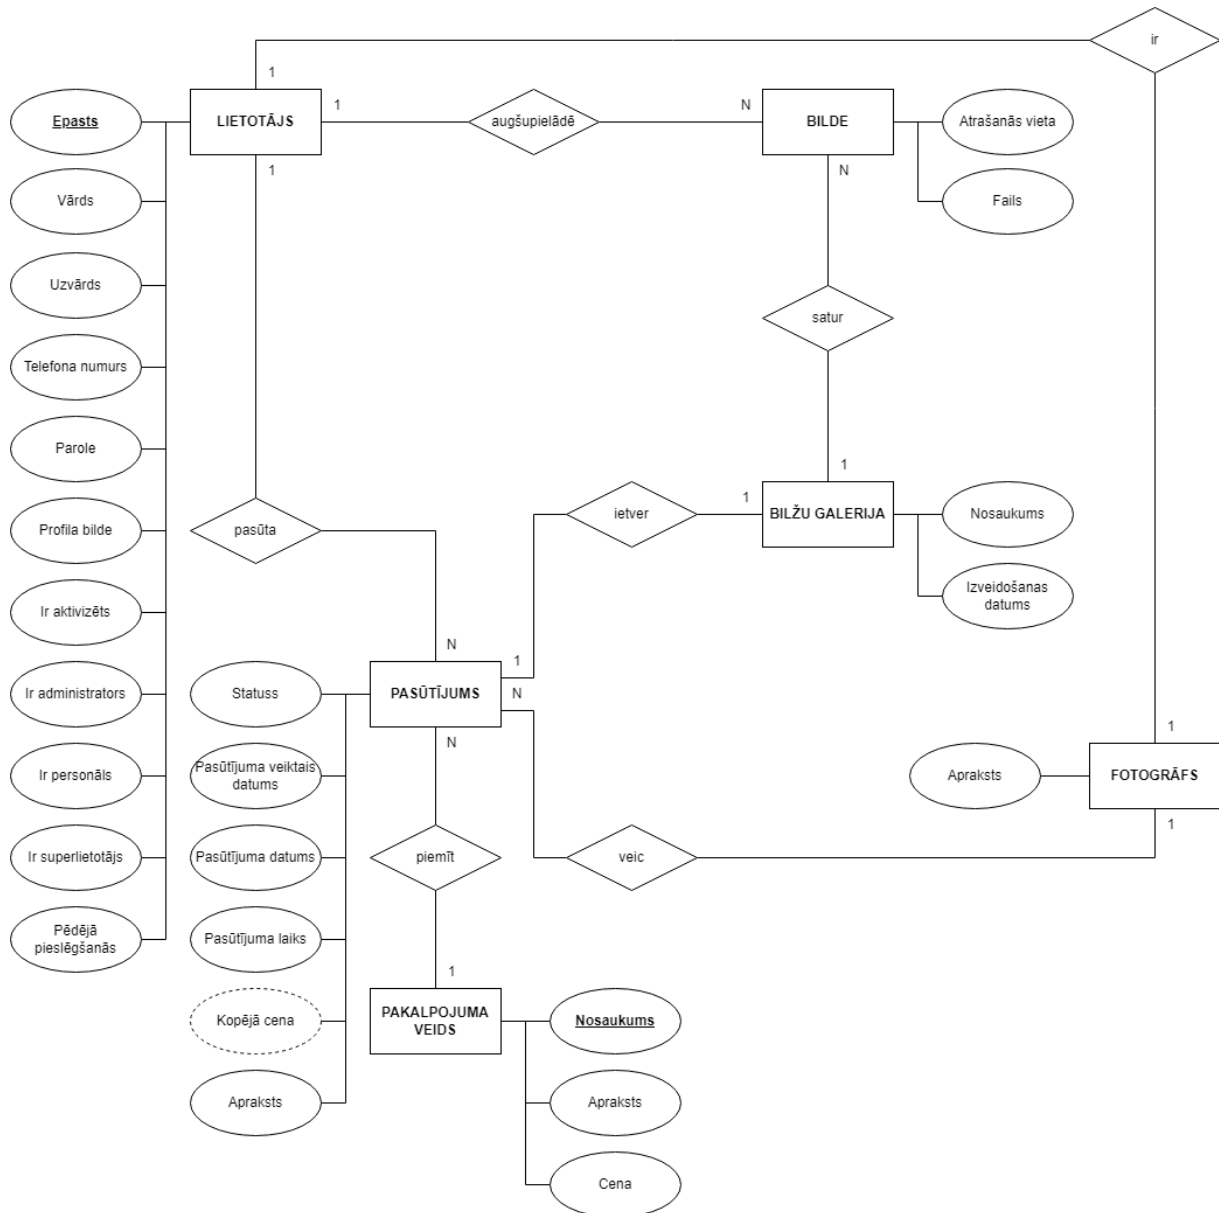 ir
1
1
N
Epasts
LIETOTĀJS
augšupielādē
BILDE
Atrašanās vieta
1
N
Vārds
Fails
Uzvārds
satur
Telefona numurs
Parole
1
1
BILŽU GALERIJA
Nosaukums
ietver
Profila bilde
pasūta
Izveidošanas
datums
Ir aktivizēts
N
1
Statuss
PASŪTĪJUMS
N
Ir administrators
1
N
Pasūtījuma veiktais
datums
Ir personāls
Apraksts
FOTOGRĀFS
1
Ir superlietotājs
Pasūtījuma datums
piemīt
veic
Pēdējā
pieslēgšanās
Pasūtījuma laiks
1
Kopējā cena
PAKALPOJUMA
VEIDS
Nosaukums
Apraksts
Apraksts
Cena